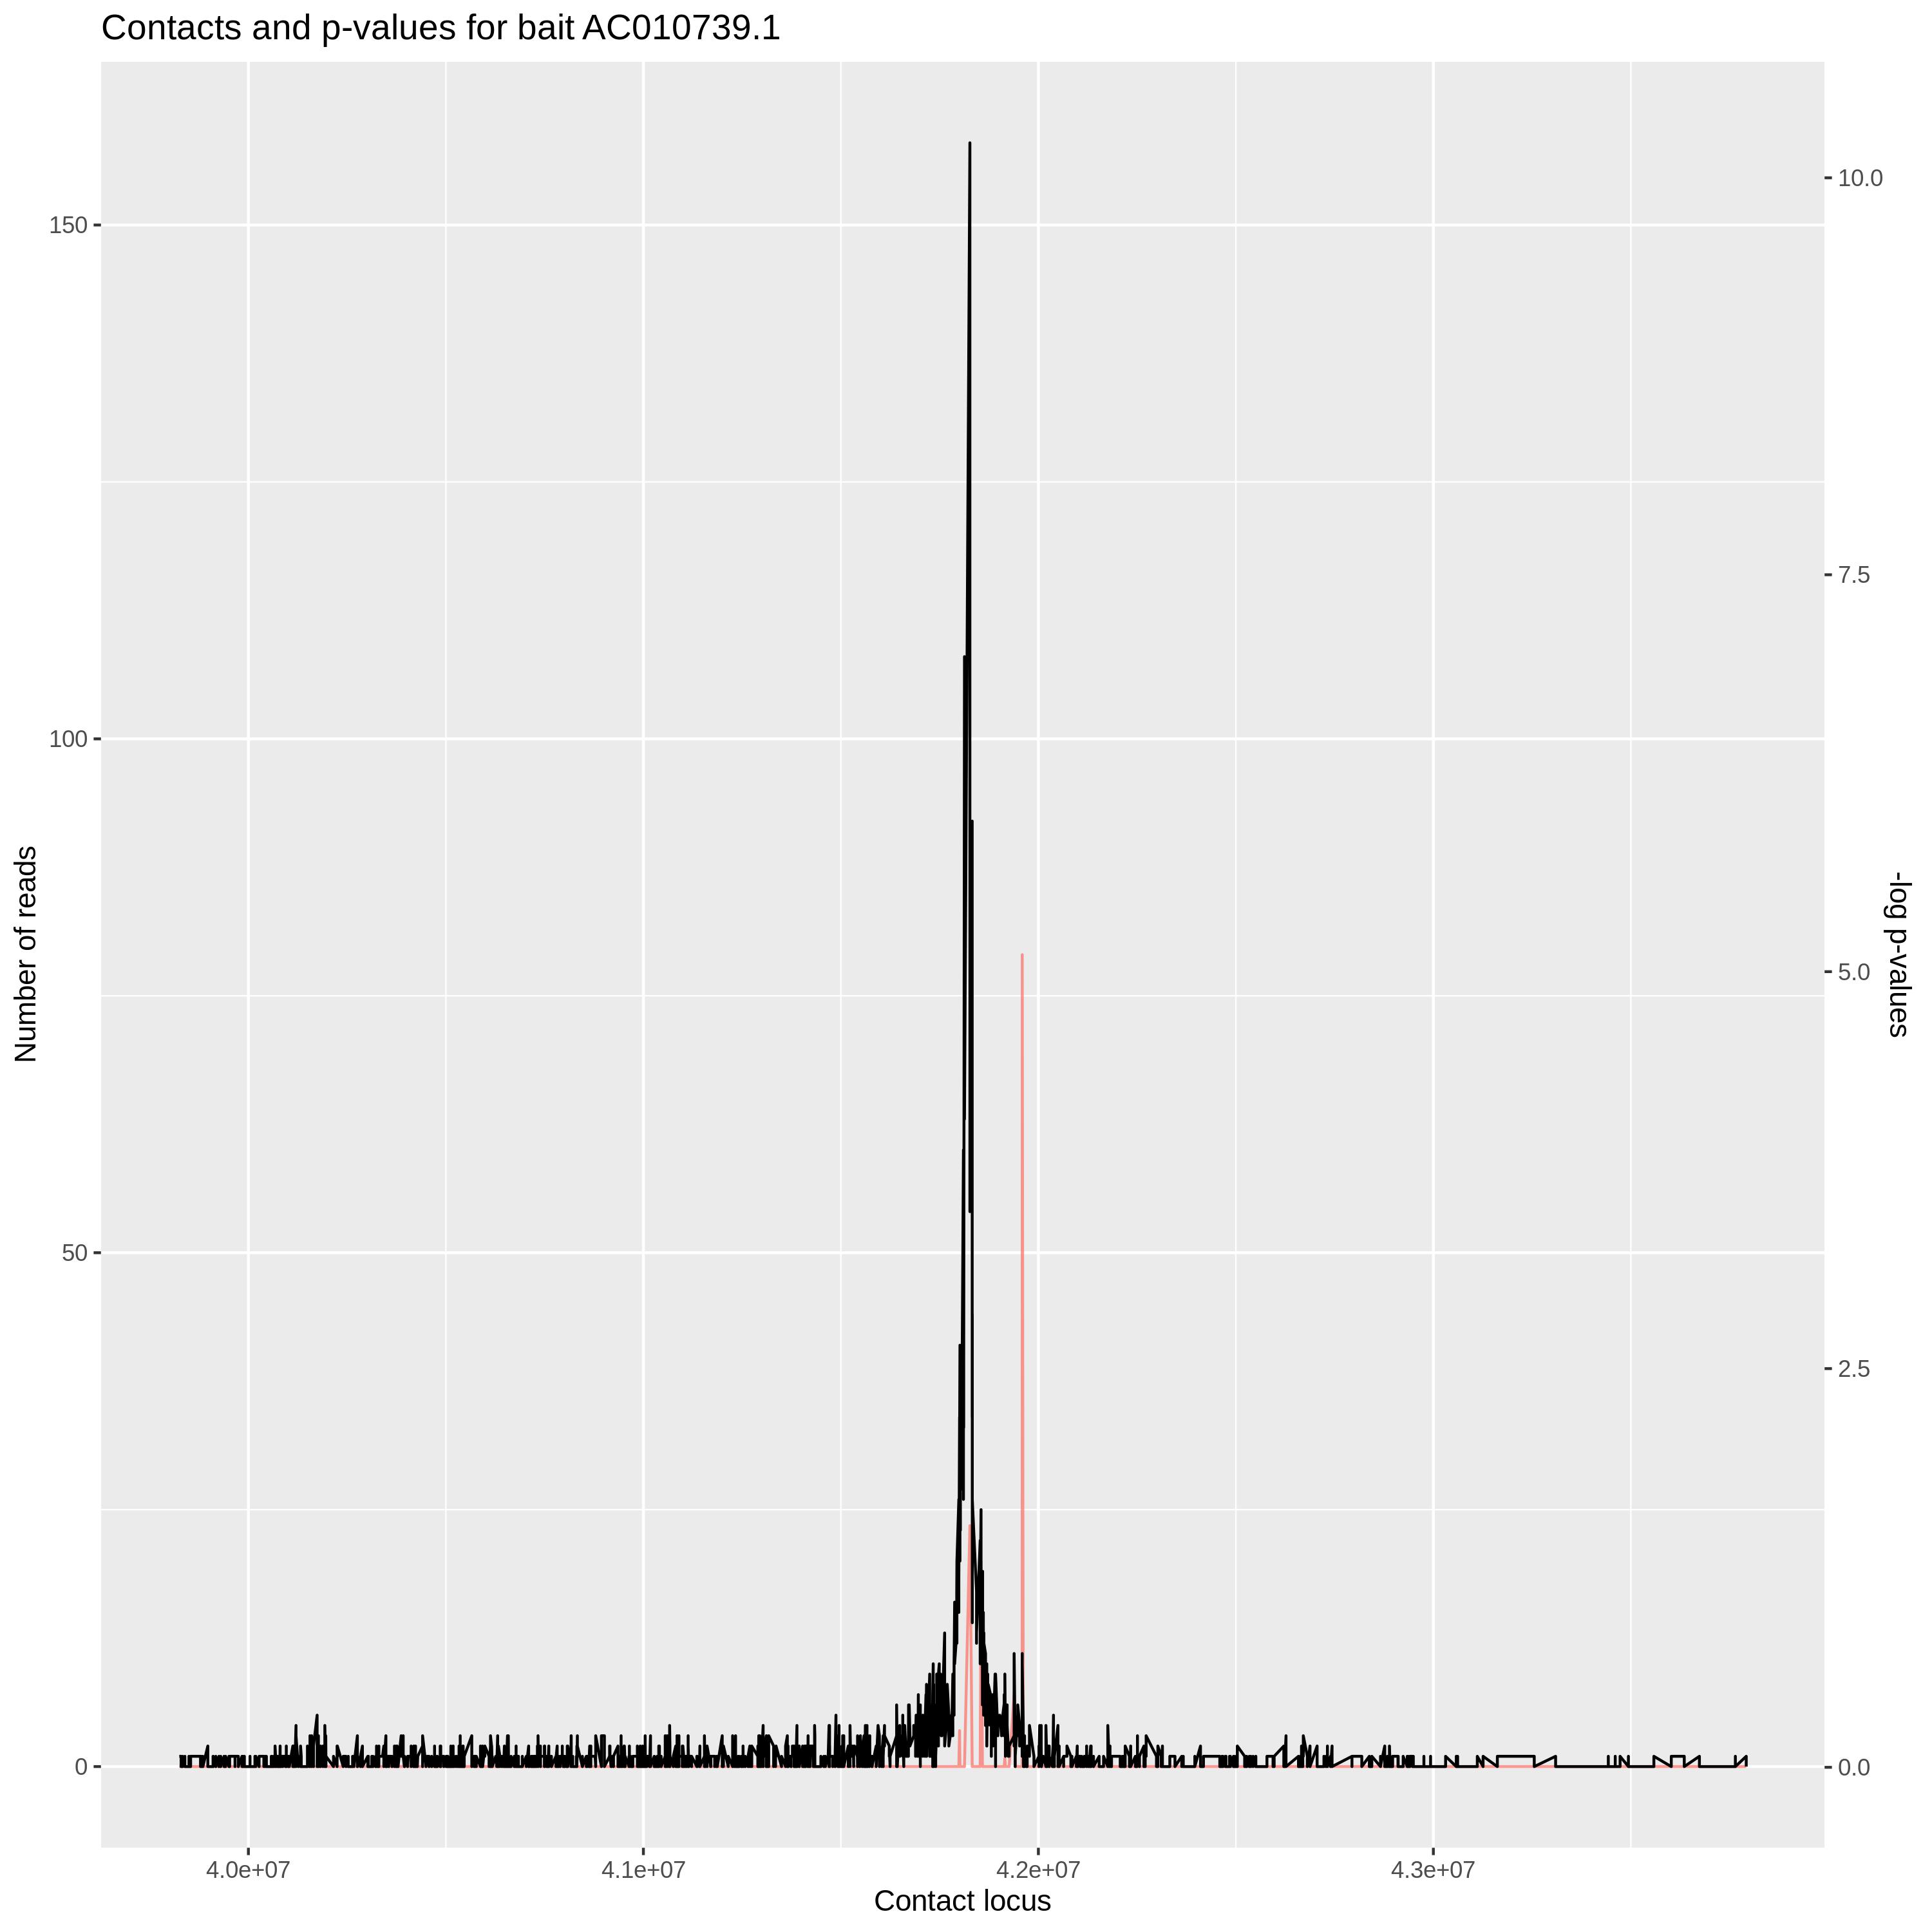 Contacts and p-values for bait AC010739.1
150
100
50
0
Number of reads
10.0
7.5
5.0
2.5
0.0
-log p-values
4.0e+07
4.1e+07
4.2e+07
4.3e+07
Contact locus